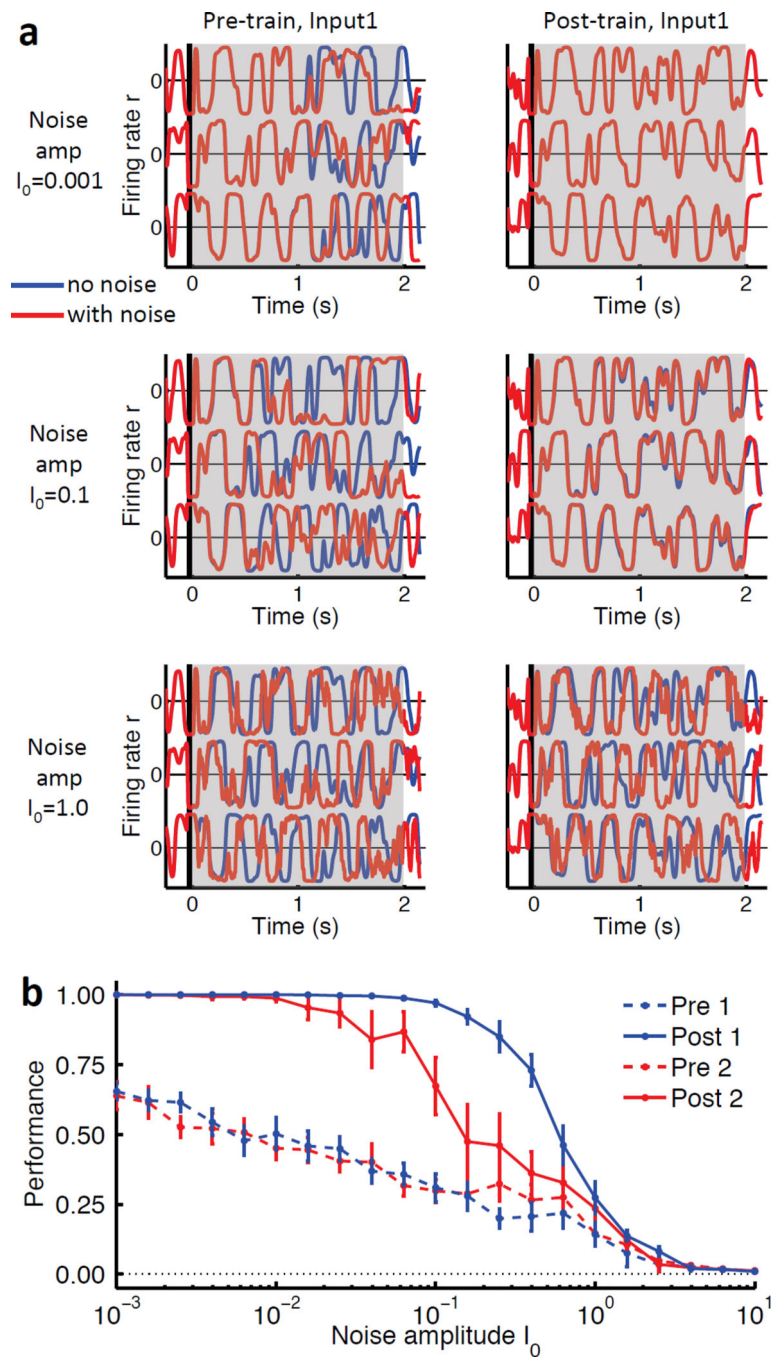 a
Pre-train, Input1
Post-train, Input1
Noise
amp
I0=0.001
Firing rate r
0
0
0
0 1 2
Time (s)
0 1 2
Time (s)
no noise
with noise
Noise
amp
I0=0.1
Firing rate r
0
0
0
0 1 2
Time (s)
0 1 2
Time (s)
Noise
amp
I0=1.0
Firing rate r
0
0
0
0 1 2
Time (s)
0 1 2
Time (s)
b
Performance
1.00
0.75
0.50
0.25
0.00
Pre 1
Post 1
Pre 2
Post 2
10−3 10−2 10−1 100 101
Noise amplitude I0